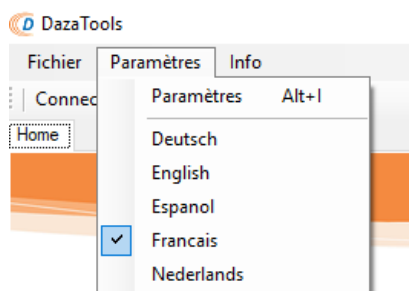 DazaTools
Fichier Paramètres Info
Connec
Paramètres Alt+I
Home
Deutsch
English
Espanol
Francais
Nederlands